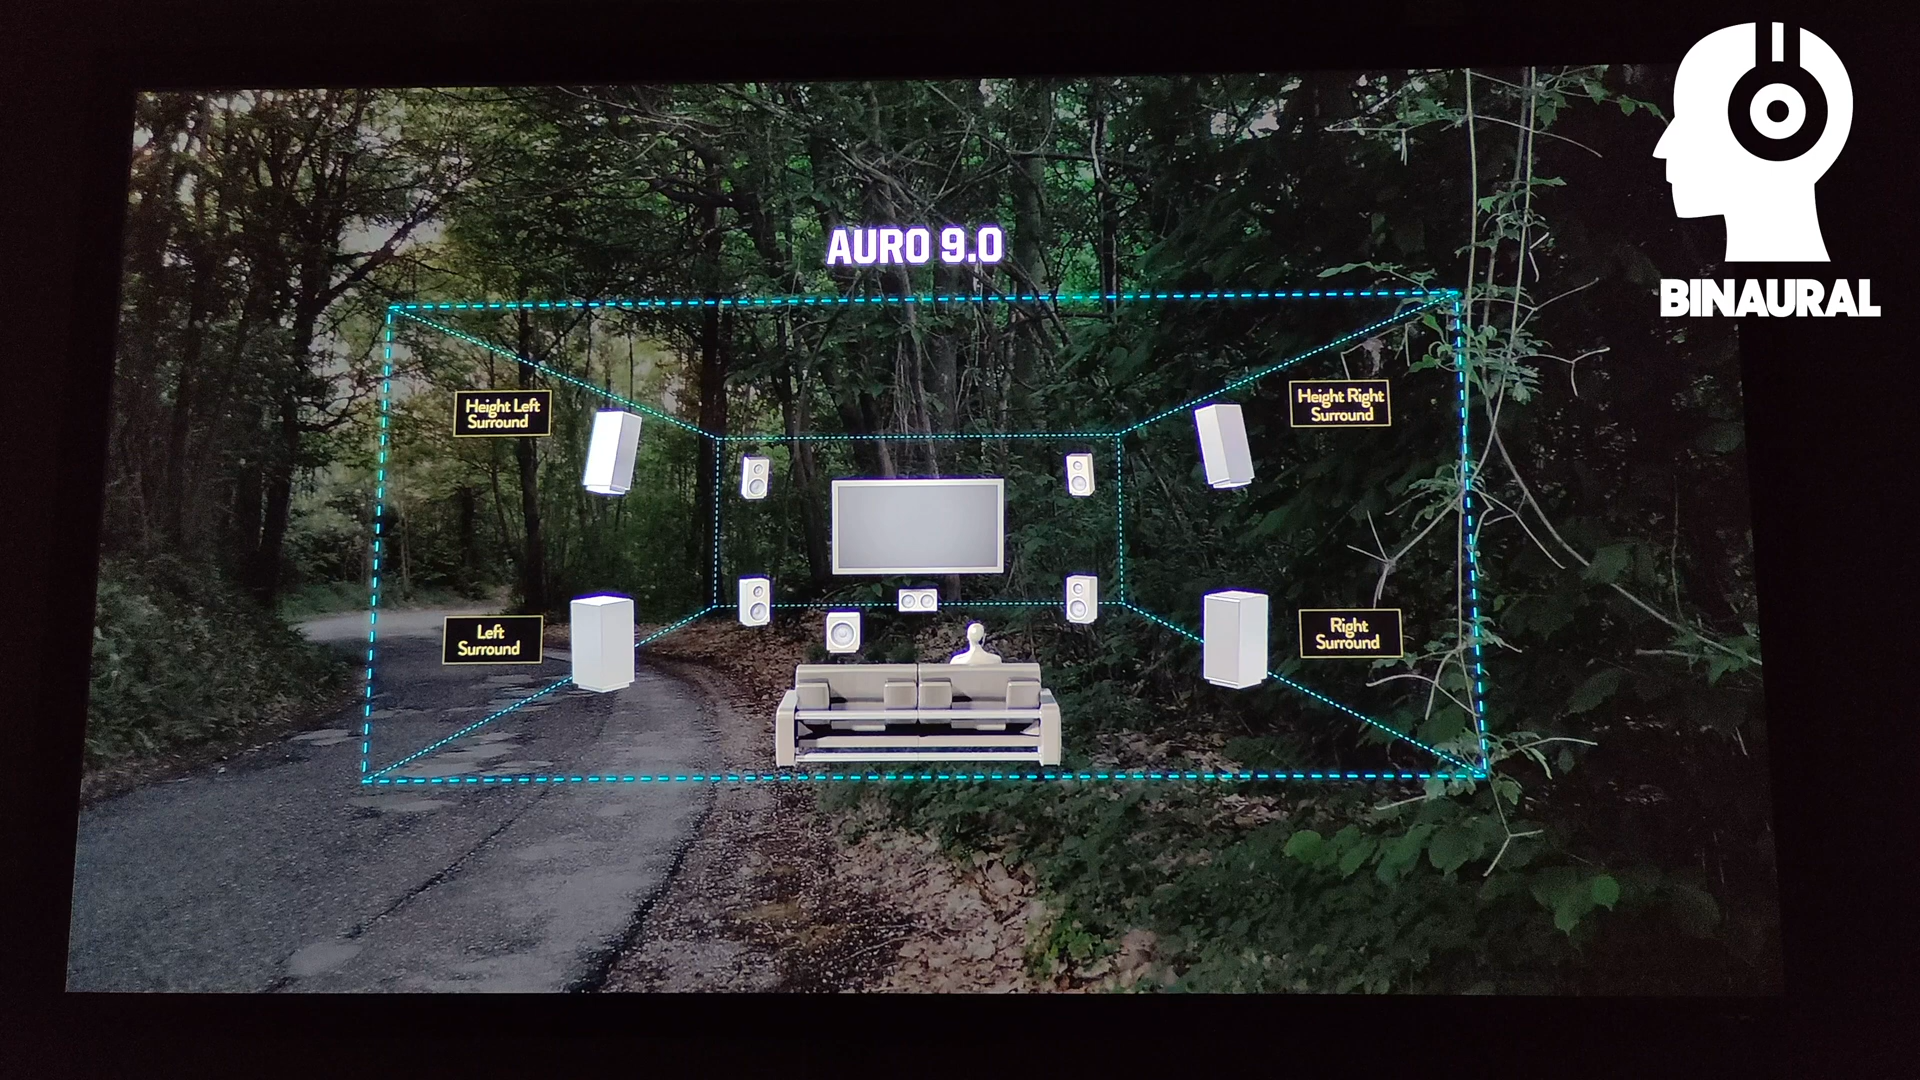 BINAURAL
AURO 9.0
Height Left
Surround
Height Right
Surround
Left
Surround
Right
Surround